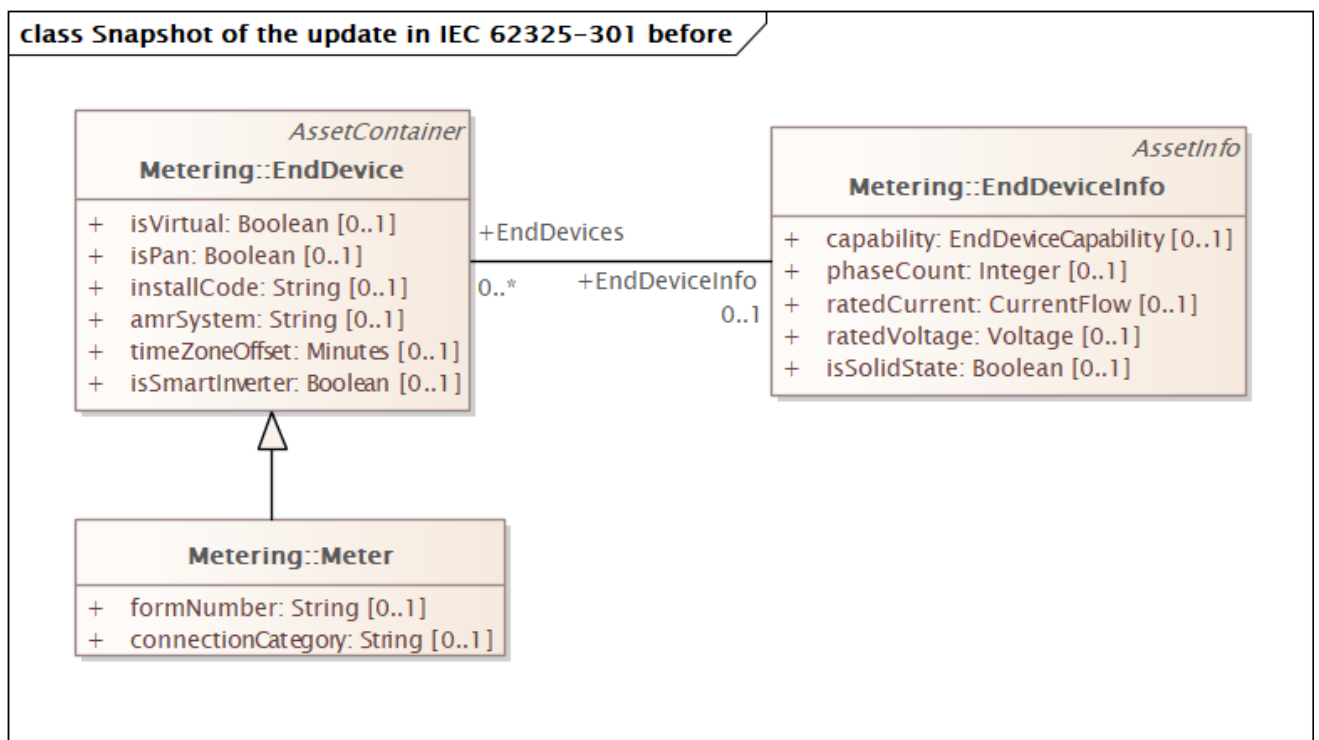 class Snapshot of the update in IEC 62325-301 before
AssetContainer
Metering::EndDevice
+ isVirtual: Boolean [0..1]
+ isPan: Boolean [0..1]
+ installCode: String [0..1]
+ amrSystem: String [0..1]
+ timeZoneOffset: Minutes [0..1]
+ isSmartInverter: Boolean [0..1]
+EndDevices
0..*
+EndDeviceInfo
0..1
AssetInfo
Metering::EndDeviceInfo
+ capability: EndDeviceCapability [0..1]
+ phaseCount: Integer [0..1]
+ ratedCurrent: CurrentFlow [0..1]
+ ratedVoltage: Voltage [0..1]
+ isSolidState: Boolean [0..1]
Metering::Meter
+ formNumber: String [0..1]
+ connectionCategory: String [0..1]